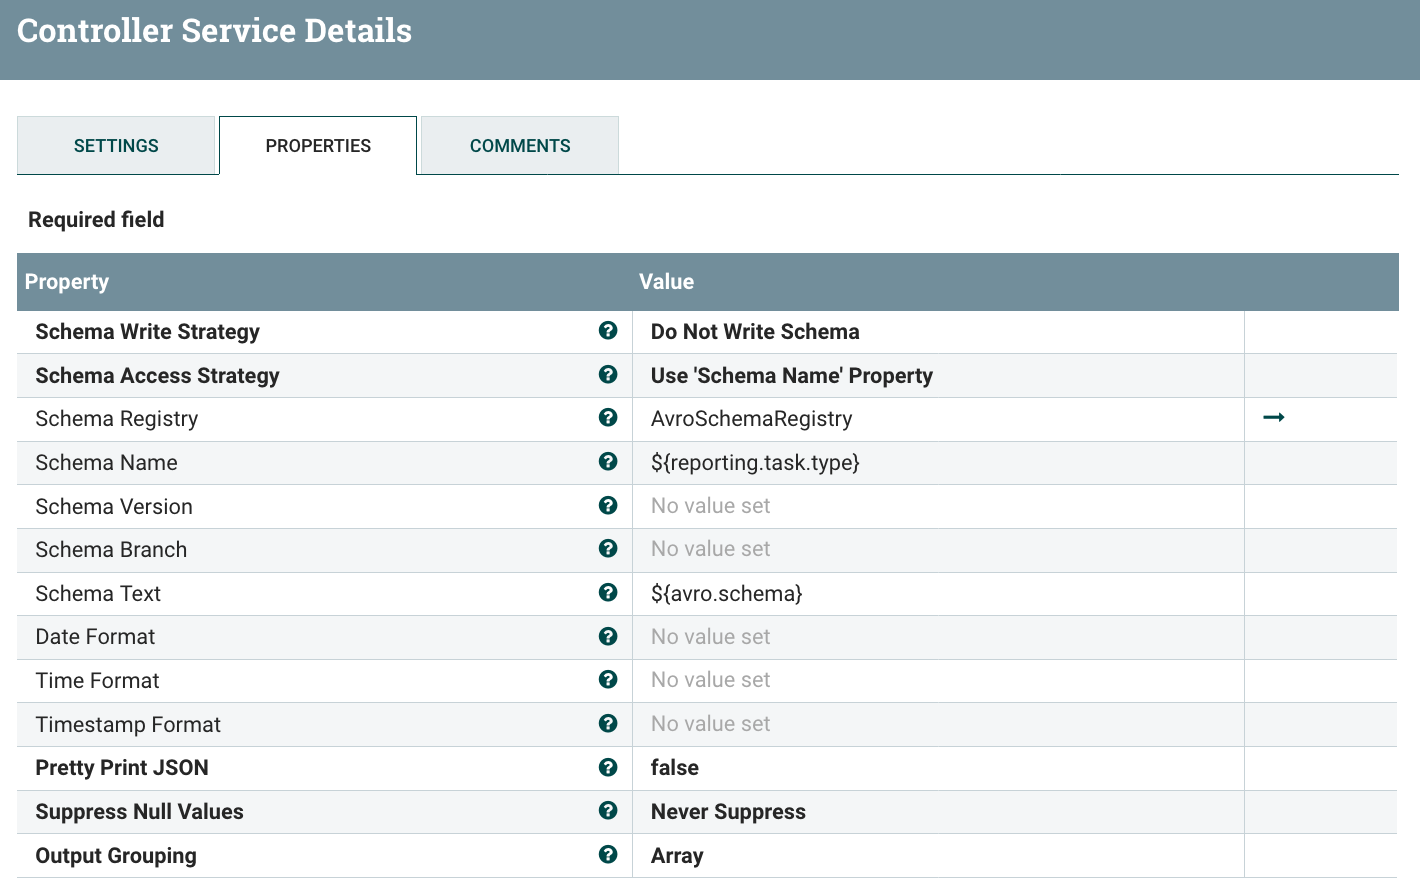 Controller Service Details
SETTINGS PROPERTIES COMMENTS
Required field
Property Value
Schema Write Strategy Do Not Write Schema
Schema Access Strategy Use 'Schema Name' Property
Schema Registry AvroSchemaRegistry
Schema Name ${reporting.task.type}
Schema Version No value set
Schema Branch No value set
Schema Text ${avro.schema}
Date Format No value set
Time Format No value set
Timestamp Format No value set
Pretty Print JSON false
Suppress Null Values Never Suppress
Output Grouping Array